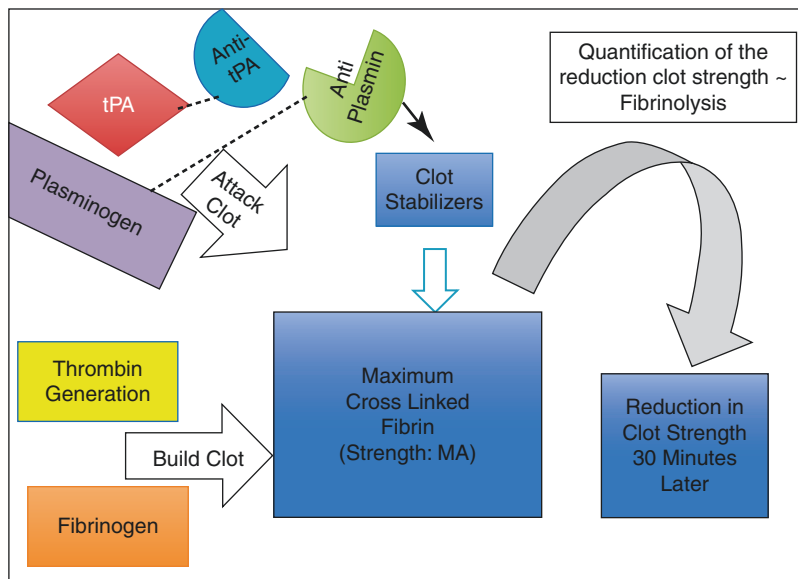 Anti-
tPA
tPA
Anti
Plasmin
Quantification of the
reduction clot strength ~
Fibrinolysis
Plasminogen
Attack
Clot
Clot
Stabilizers
Thrombin
Generation
Build Clot
Fibrinogen
Maximum
Cross Linked
Fibrin
(Strength: MA)
Reduction in
Clot Strength
30 Minutes
Later